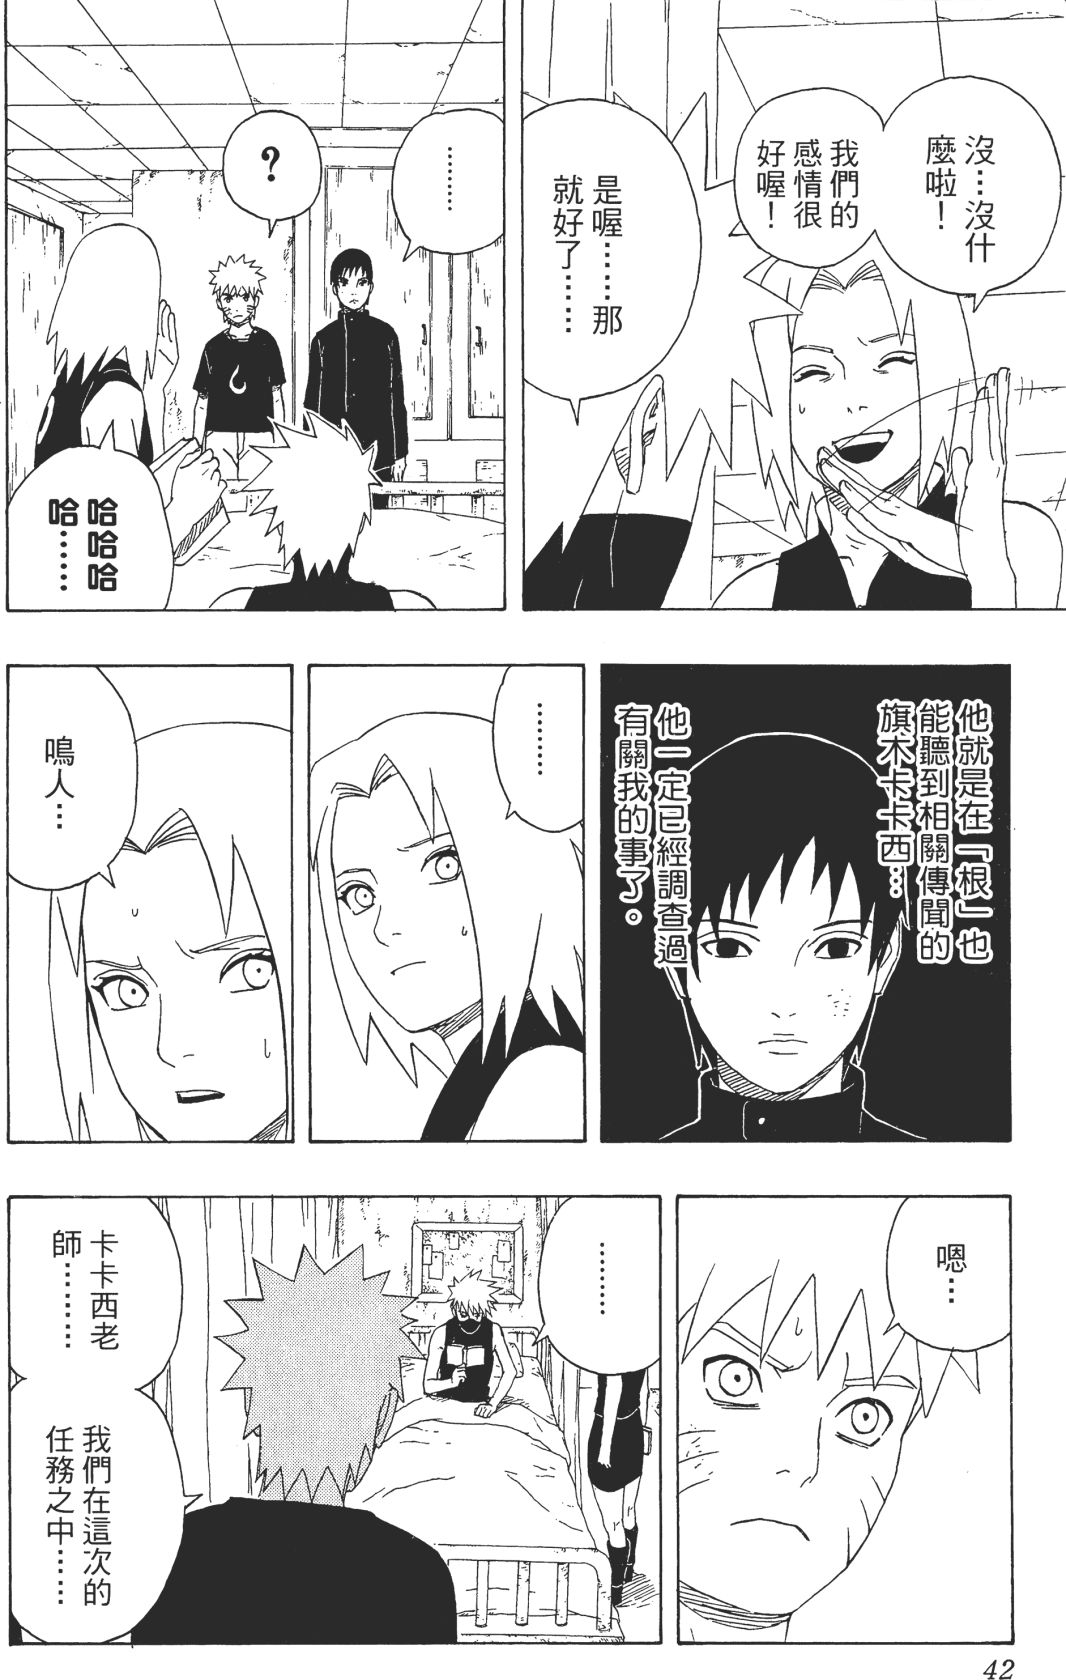 沒…沒什
麼啦！
我們的
感情很
好喔！
是喔……那
就好了……
………
？
哈哈哈
哈……
他就是在「根」也
能聽到相關傳聞的
旗木卡卡西…
他一定已經調查過
有關我的事了。
………
鳴人…
嗯…
………
卡卡西老
師………
我們在這次的
任務之中……
42